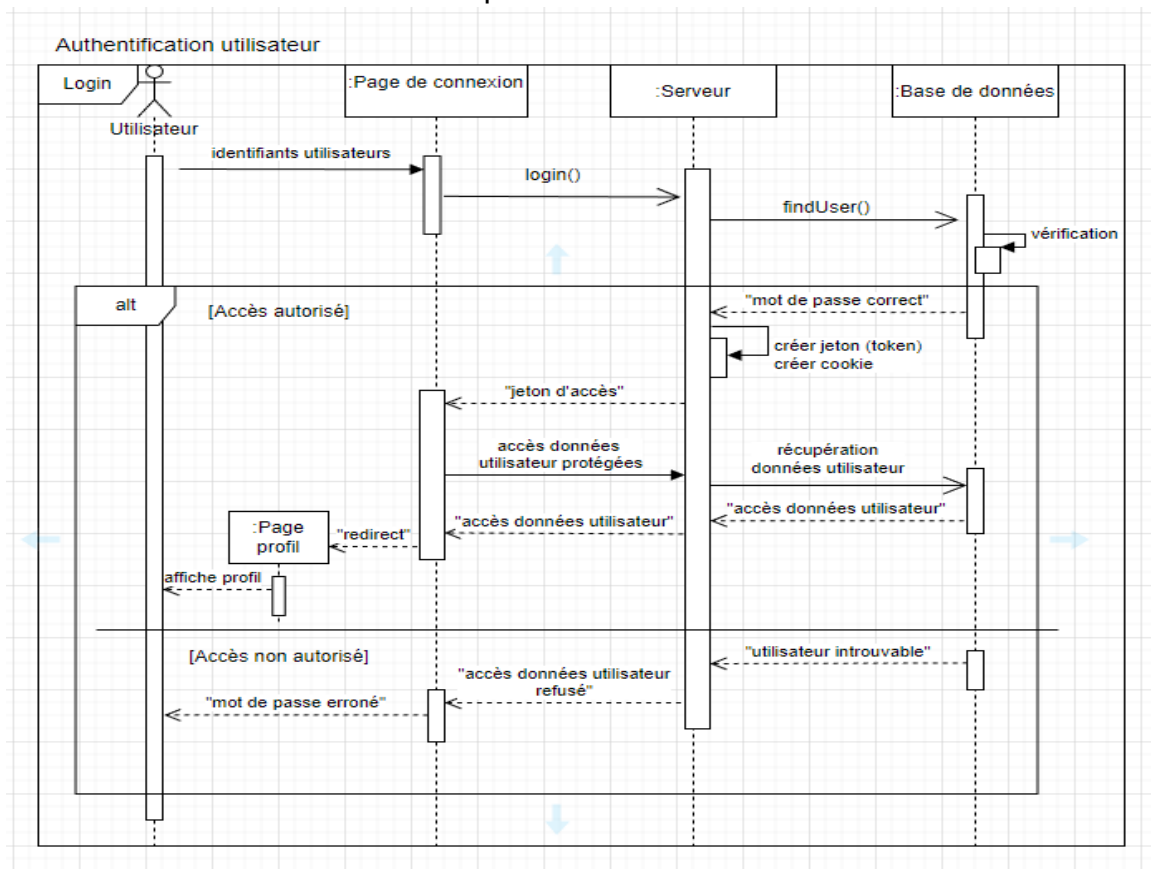 Authentification utilisateur
Login
Utilisateur
:Page de connexion
:Serveur
:Base de données
identifiants utilisateurs
login()
findUser()
vérification
alt
[Accès autorisé]
"mot de passe correct"
créer jeton (token)
créer cookie
"jeton d'accès"
accès données
utilisateur protégées
récupération
données utilisateur
"accès données utilisateur"
"accès données utilisateur"
:Page
profil
"redirect"
affiche profil
[Accès non autorisé]
"utilisateur introuvable"
"accès données utilisateur
refusé"
"mot de passe erroné"